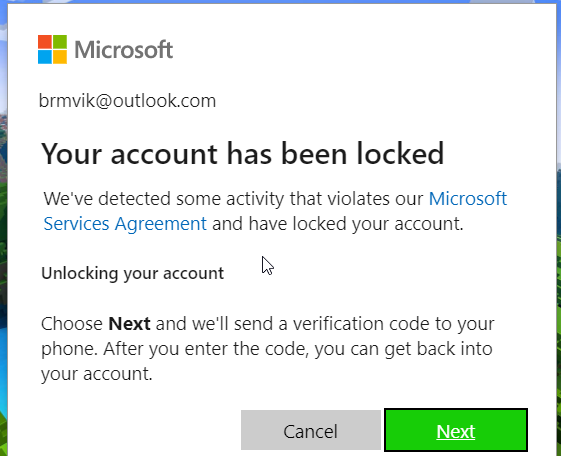 Microsoft
brmvik@outlook.com
Your account has been locked
We've detected some activity that violates our Microsoft
Services Agreement and have locked your account.
Unlocking your account
Choose Next and we'll send a verification code to your
phone. After you enter the code, you can get back into
your account.
Cancel
Next